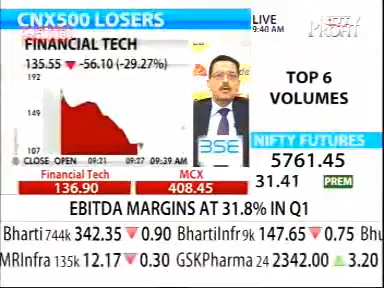 CNX500 LOSERS
LIVE
9:40 AM
NDTV
PROFIT
FINANCIAL TECH
135.55 ▼ -56.10 (-29.27%)
192
149
107
CLOSE OPEN 09:21 09:27 09:39 AM
Financial Tech MCX
136.90 408.45
BSE
TOP 6
VOLUMES
NIFTY FUTURES
5761.45
31.41 PREM
EBITDA MARGINS AT 31.8% IN Q1
Bharti 744k 342.35 ▼ 0.90 BhartiInfr 9k 147.65 ▼ 0.75 Bhu
MRInfra 135k 12.17 ▼ 0.30 GSKPharma 24 2342.00 ▲ 3.20